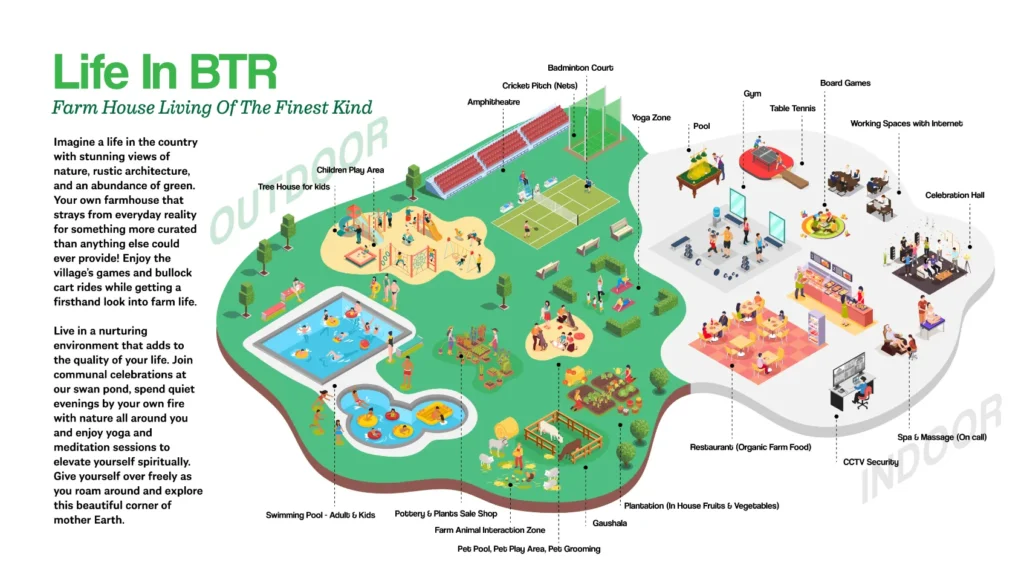 Life In BTR
Farm House Living Of The Finest Kind
Imagine a life in the country
with stunning views of
nature, rustic architecture,
and an abundance of green.
Your own farmhouse that
strays from everyday reality
for something more curated
than anything else could
ever provide! Enjoy the
village's games and bullock
cart rides while getting a
firsthand look into farm life.
Live in a nurturing
environment that adds to
the quality of your life. Join
communal celebrations at
our swan pond, spend quiet
evenings by your own fire
with nature all around you
and enjoy yoga and
meditation sessions to
elevate yourself spiritually.
Give yourself over freely as
you roam around and explore
this beautiful corner of
mother Earth.
OUTDOOR
Badminton Court
Cricket Pitch (Nets)
Amphitheatre
Yoga Zone
Children Play Area
Tree House for kids
Gym
Board Games
Table Tennis
Pool
Working Spaces with Internet
Celebration Hall
Restaurant (Organic Farm Food)
Spa & Massage (On call)
CCTV Security
INDOOR
Swimming Pool - Adult & Kids
Pottery & Plants Sale Shop
Farm Animal Interaction Zone
Pet Pool, Pet Play Area, Pet Grooming
Gaushala
Plantation (In House Fruits & Vegetables)